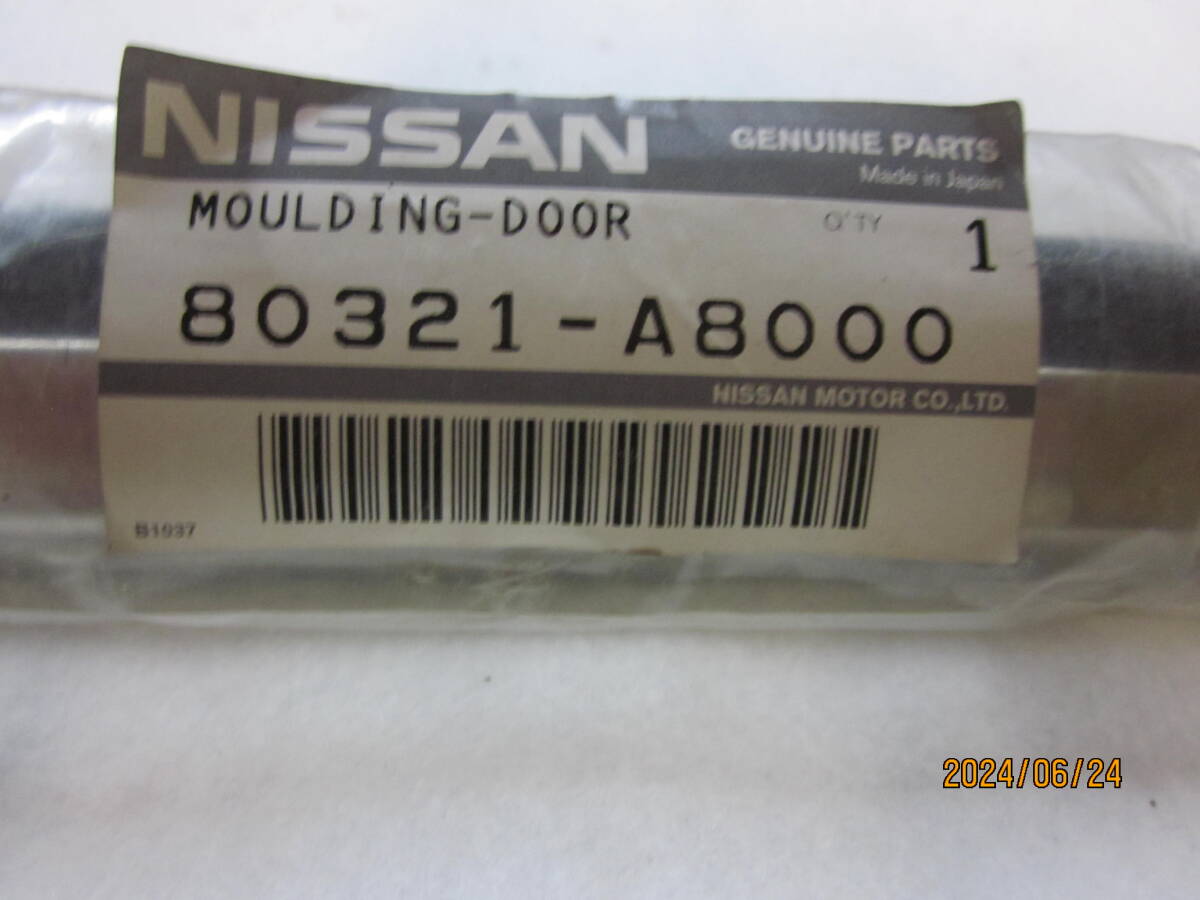 NISSAN GENUINE PARTS
Made in Japan
MOULDING-DOOR Q'TY 1
80321-A8000
NISSAN MOTOR CO.,LTD.
B1937
2024/06/24